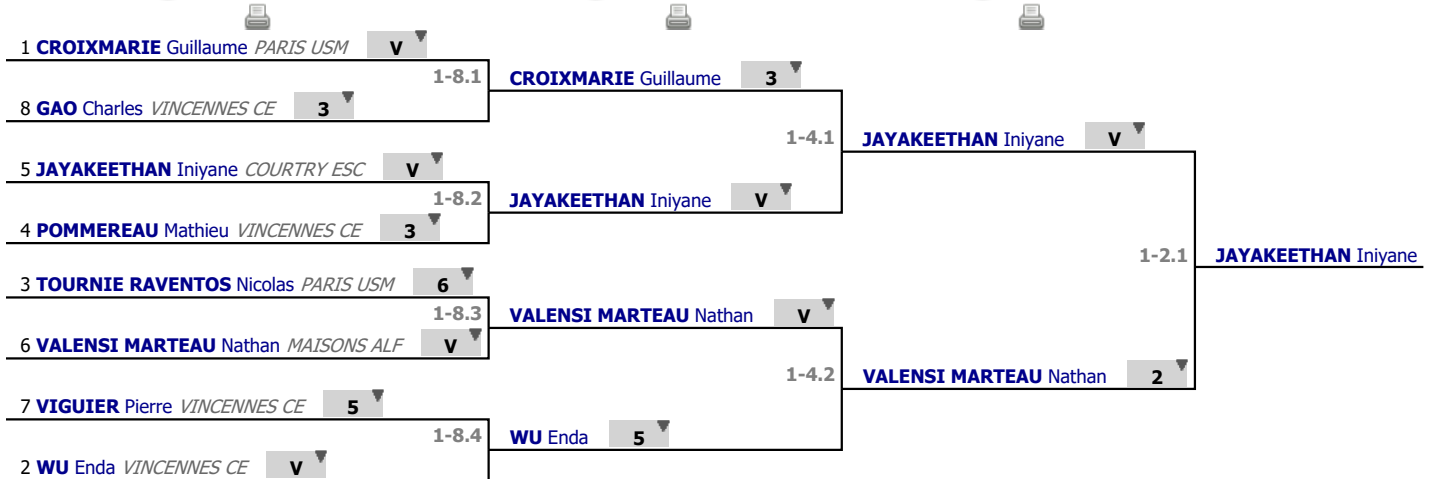 1 CROIXMARIE Guillaume PARIS USM V
1-8.1
8 GAO Charles VINCENNES CE 3
5 JAYAKEETHAN Iniyane COURTRY ESC V
1-8.2
4 POMMEREAU Mathieu VINCENNES CE 3
3 TOURNIE RAVENTOS Nicolas PARIS USM 6
1-8.3
6 VALENSI MARTEAU Nathan MAISONS ALF V
7 VIGUIER Pierre VINCENNES CE 5
1-8.4
2 WU Enda VINCENNES CE V
CROIXMARIE Guillaume 3
1-4.1
JAYAKEETHAN Iniyane V
VALENSI MARTEAU Nathan V
1-4.2
WU Enda 5
JAYAKEETHAN Iniyane V
1-2.1
VALENSI MARTEAU Nathan 2
JAYAKEETHAN Iniyane